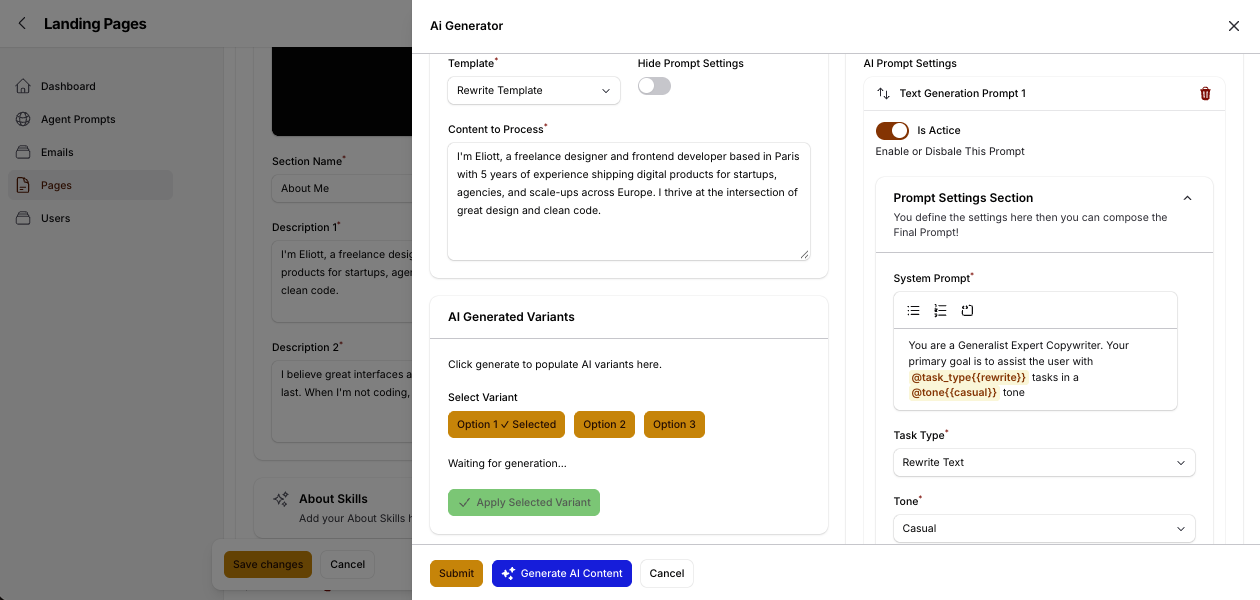 Landing Pages
Dashboard
Agent Prompts
Emails
Pages
Users
Section Name*
About Me
Description 1*
I'm Eliott, a freelance desig
products for startups, agen
clean code.
Description 2*
I believe great interfaces a
last. When I'm not coding,
About Skills
Add your About Skills h
Save changes
Cancel
Ai Generator
Template*
Rewrite Template
Hide Prompt Settings
Content to Process*
I'm Eliott, a freelance designer and frontend developer based in Paris
with 5 years of experience shipping digital products for startups,
agencies, and scale-ups across Europe. I thrive at the intersection of
great design and clean code.
AI Generated Variants
Click generate to populate AI variants here.
Select Variant
Option 1 ✓ Selected
Option 2
Option 3
Waiting for generation...
Apply Selected Variant
AI Prompt Settings
Text Generation Prompt 1
Is Actice
Enable or Disbale This Prompt
Prompt Settings Section
You define the settings here then you can compose the
Final Prompt!
System Prompt*
You are a Generalist Expert Copywriter. Your
primary goal is to assist the user with
@task_type{{rewrite}} tasks in a
@tone{{casual}} tone
Task Type*
Rewrite Text
Tone*
Casual
Submit
Generate AI Content
Cancel